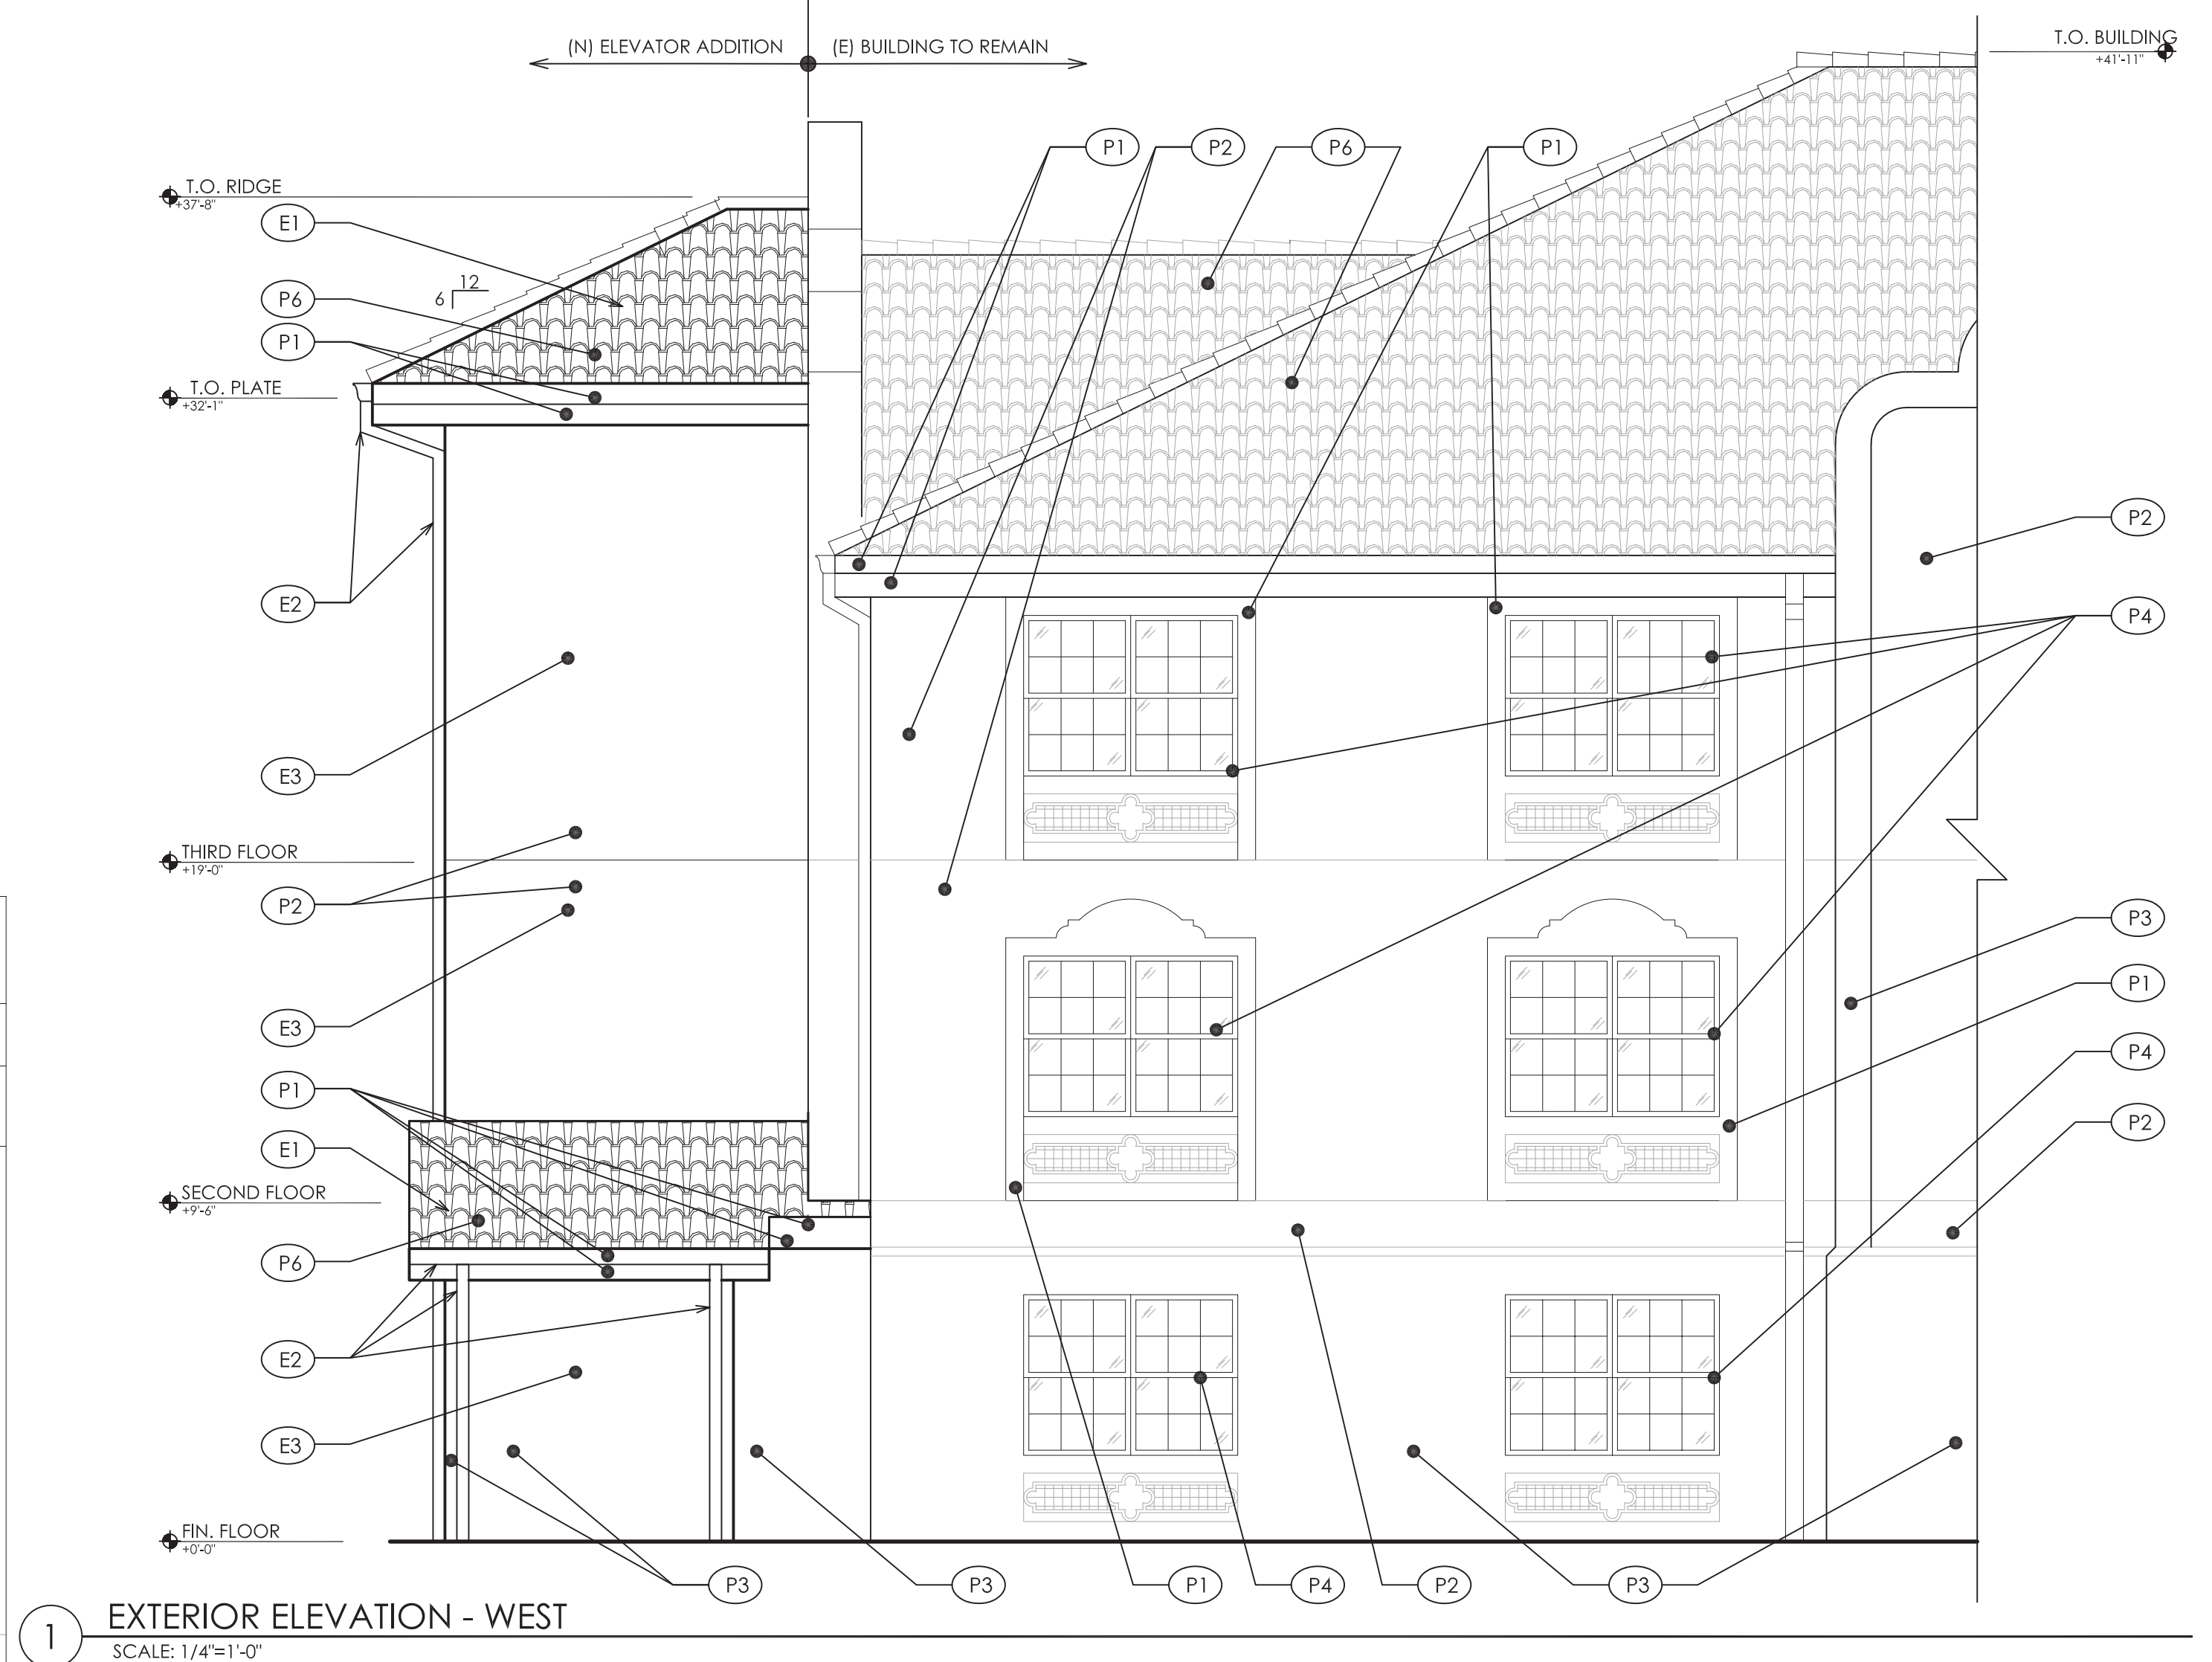 (N) ELEVATOR ADDITION
(E) BUILDING TO REMAIN
T.O. BUILDING
+41'-11"
P1
P2
P6
P1
T.O. RIDGE
+37'-8"
E1
12
6
P6
P1
T.O. PLATE
+32'-1"
P2
E2
P4
E3
THIRD FLOOR
+19'-0"
P2
P3
P1
E3
P4
P1
P2
E1
SECOND FLOOR
+9'-6"
P6
E2
E3
FIN. FLOOR
+0'-0"
P3
P3
P1
P4
P2
P3
1
EXTERIOR ELEVATION - WEST
SCALE: 1/4"=1'-0"